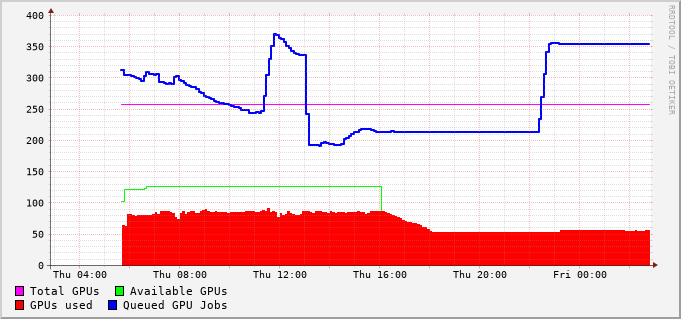 400
350
300
250
200
150
100
50
0
Thu 04:00 Thu 08:00 Thu 12:00 Thu 16:00 Thu 20:00 Fri 00:00
Total GPUs Available GPUs
GPUs used Queued GPU Jobs
RRDTOOL / TOBI OETIKER